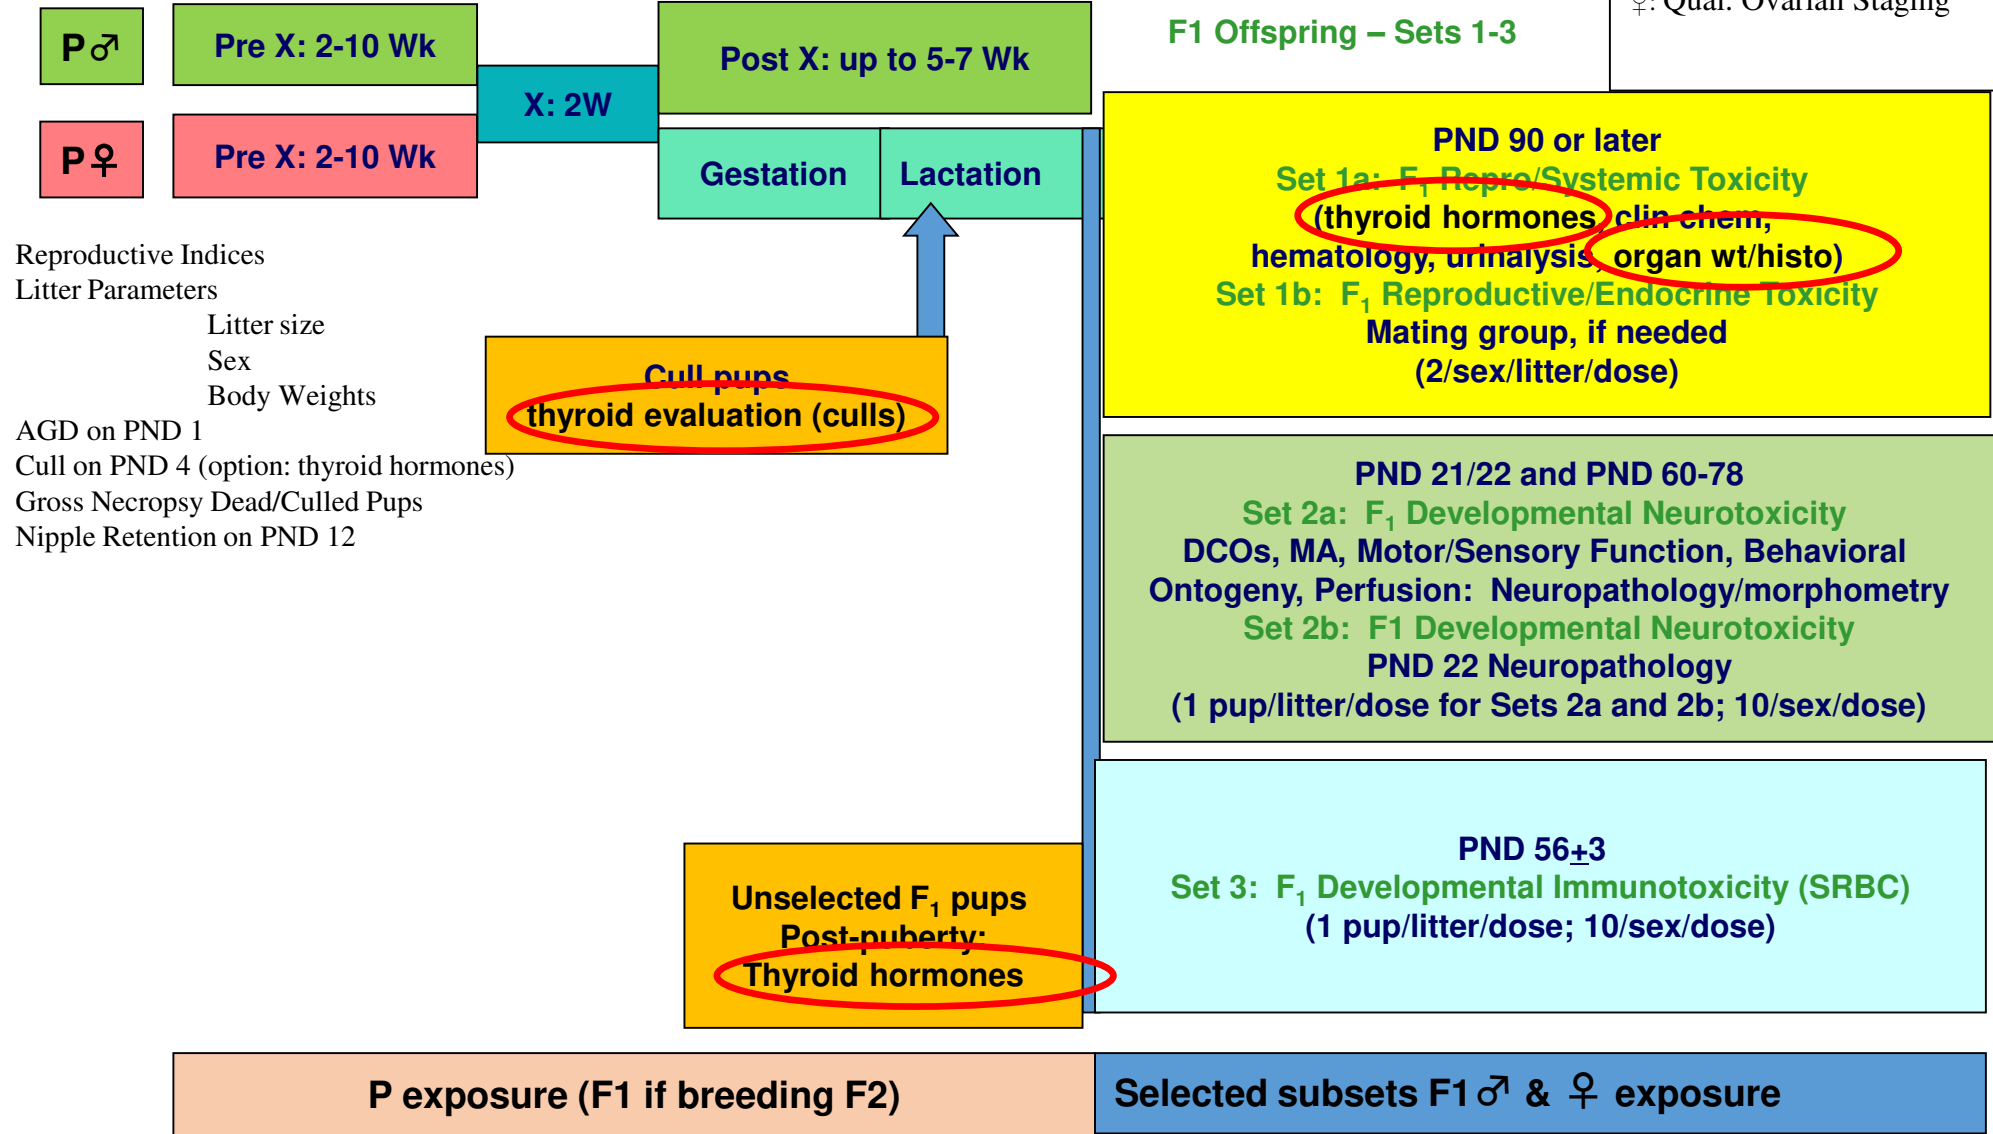 ♀: Qual. Ovarian Staging
P♂
Pre X: 2-10 Wk
Post X: up to 5-7 Wk
F1 Offspring – Sets 1-3
X: 2W
P♀
Pre X: 2-10 Wk
Gestation
Lactation
Reproductive Indices
Litter Parameters
Litter size
Sex
Body Weights
AGD on PND 1
Cull on PND 4 (option: thyroid hormones)
Gross Necropsy Dead/Culled Pups
Nipple Retention on PND 12
Cull pups
thyroid evaluation (culls)
PND 90 or later
Set 1a: F1 Repro/Systemic Toxicity
(thyroid hormones, clin chem,
hematology, urinalysis, organ wt/histo)
Set 1b: F1 Reproductive/Endocrine Toxicity
Mating group, if needed
(2/sex/litter/dose)
PND 21/22 and PND 60-78
Set 2a: F1 Developmental Neurotoxicity
DCOs, MA, Motor/Sensory Function, Behavioral
Ontogeny, Perfusion: Neuropathology/morphometry
Set 2b: F1 Developmental Neurotoxicity
PND 22 Neuropathology
(1 pup/litter/dose for Sets 2a and 2b; 10/sex/dose)
Unselected F1 pups
Post-puberty:
Thyroid hormones
PND 56±3
Set 3: F1 Developmental Immunotoxicity (SRBC)
(1 pup/litter/dose; 10/sex/dose)
P exposure (F1 if breeding F2)
Selected subsets F1♂ & ♀ exposure